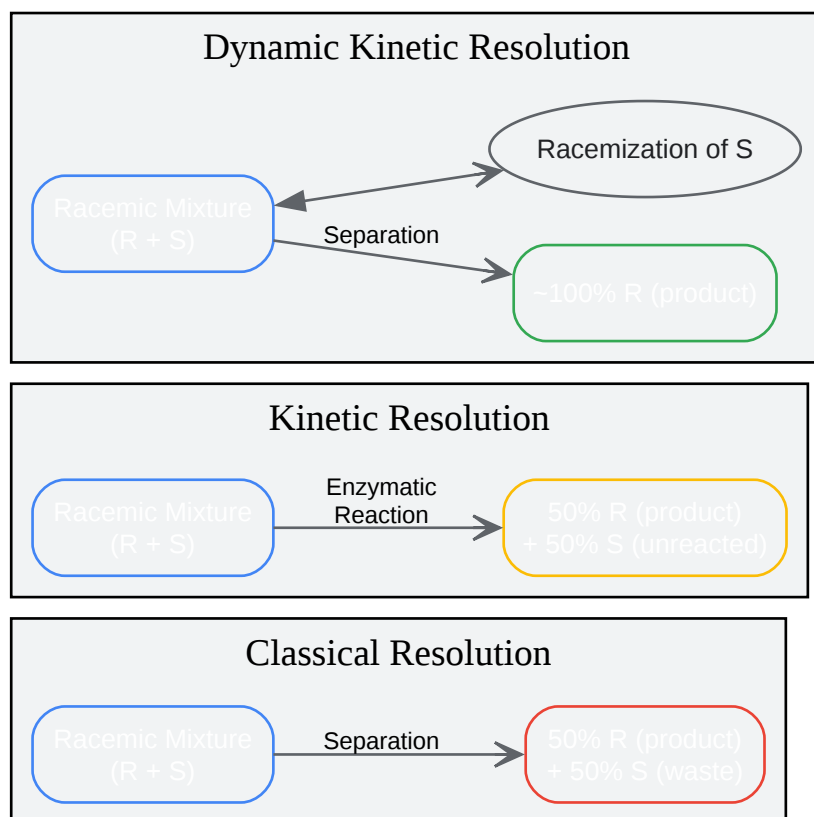 Dynamic Kinetic Resolution
Racemization of S
Racemic Mixture
(R + S)
Separation
~100% R (product)
Kinetic Resolution
Racemic Mixture
(R + S)
Enzymatic
Reaction
50% R (product)
+ 50% S (unreacted)
Classical Resolution
Racemic Mixture
(R + S)
Separation
50% R (product)
+ 50% S (waste)